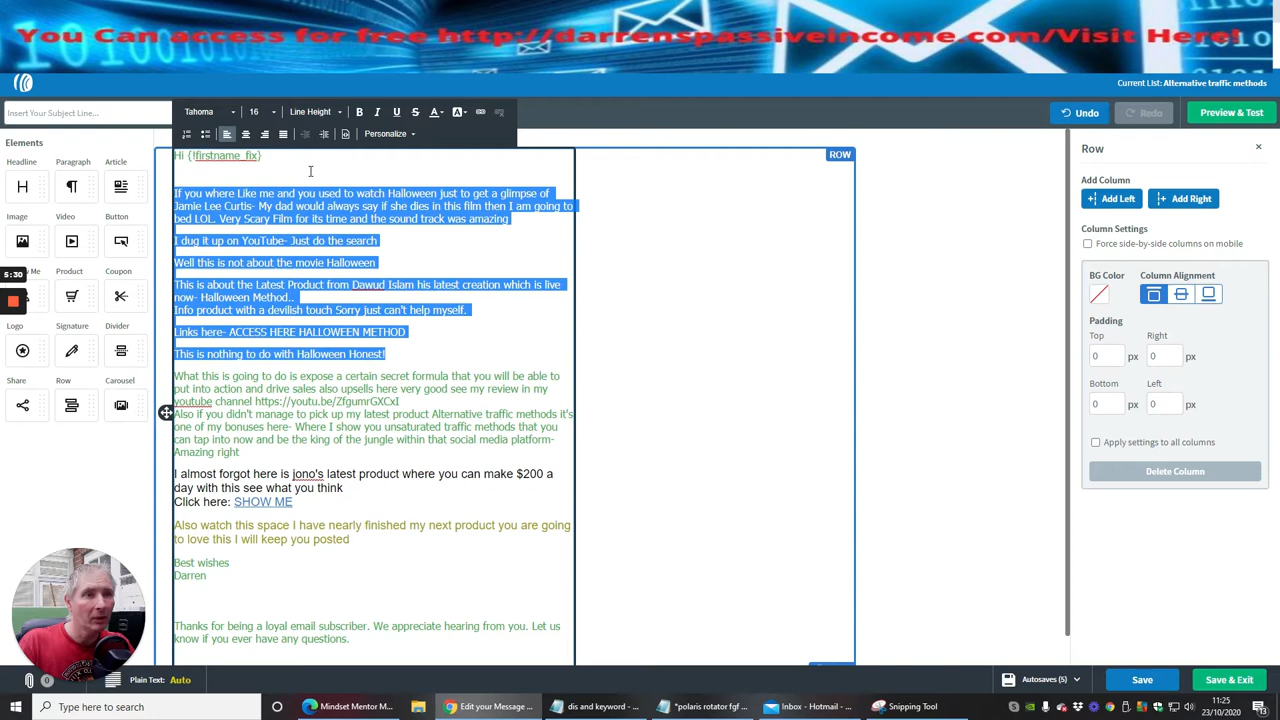 You Can access for free http://darrenspassiveincome.com/Visit Here!
Current List: Alternative traffic methods
Insert Your Subject Line...
Tahoma
16
Line Height
Personalize
Undo
Redo
Preview & Test
Elements
Headline
Paragraph
Article
Image
Video
Button
Me
Product
Coupon
5:30
Logo
Signature
Divider
Share
Row
Carousel
Hi {!firstname_fix}
If you where Like me and you used to watch Halloween just to get a glimpse of
Jamie Lee Curtis- My dad would always say if she dies in this film then I am going to
bed LOL. Very Scary Film for its time and the sound track was amazing
I dug it up on YouTube- Just do the search
Well this is not about the movie Halloween
This is about the Latest Product from Dawud Islam his latest creation which is live
now- Halloween Method..
Info product with a devilish touch Sorry just can't help myself.
Links here- ACCESS HERE HALLOWEEN METHOD
This is nothing to do with Halloween Honest!
What this is going to do is expose a certain secret formula that you will be able to
put into action and drive sales also upsells here very good see my review in my
youtube channel https://youtu.be/ZfgumrGXCxI
Also if you didn't manage to pick up my latest product Alternative traffic methods it's
one of my bonuses here- Where I show you unsaturated traffic methods that you
can tap into now and be the king of the jungle within that social media platform-
Amazing right
I almost forgot here is jono's latest product where you can make $200 a
day with this see what you think
Click here: SHOW ME
Also watch this space I have nearly finished my next product you are going
to love this I will keep you posted
Best wishes
Darren
Thanks for being a loyal email subscriber. We appreciate hearing from you. Let us
know if you ever have any questions.
ROW
Row
Add Column
Add Left
Add Right
Column Settings
Force side-by-side columns on mobile
BG Color
Column Alignment
Padding
Top
Right
0 px
0 px
Bottom
Left
0 px
0 px
Apply settings to all columns
Delete Column
0
Plain Text: Auto
Autosaves (5)
Save
Save & Exit
Type here to search
Mindset Mentor M...
Edit your Message ...
dis and keyword - ...
*polaris rotator fgf ...
Inbox - Hotmail - ...
Snipping Tool
11:25
23/10/2020